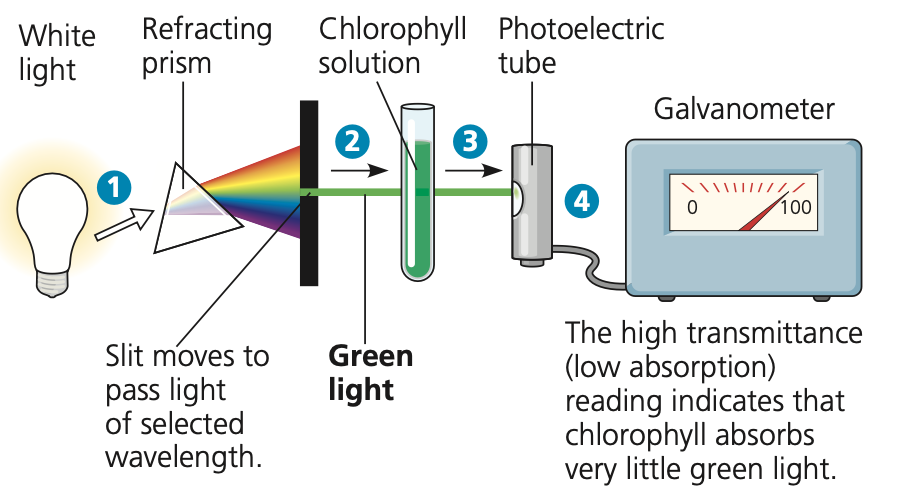 White
light
Refracting
prism
Chlorophyll
solution
Photoelectric
tube
Galvanometer
1
2
3
4
0
100
Slit moves to
pass light
of selected
wavelength.
Green
light
The high transmittance
(low absorption)
reading indicates that
chlorophyll absorbs
very little green light.